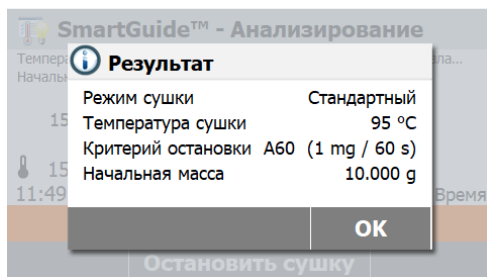 SmartGuide™ - Анализирование
Результат
Режим сушки Стандартный
Температура сушки 95 °C
Критерий остановки A60 (1 mg / 60 s)
Начальная масса 10.000 g
11:49 Время
OK
Остановить сушку